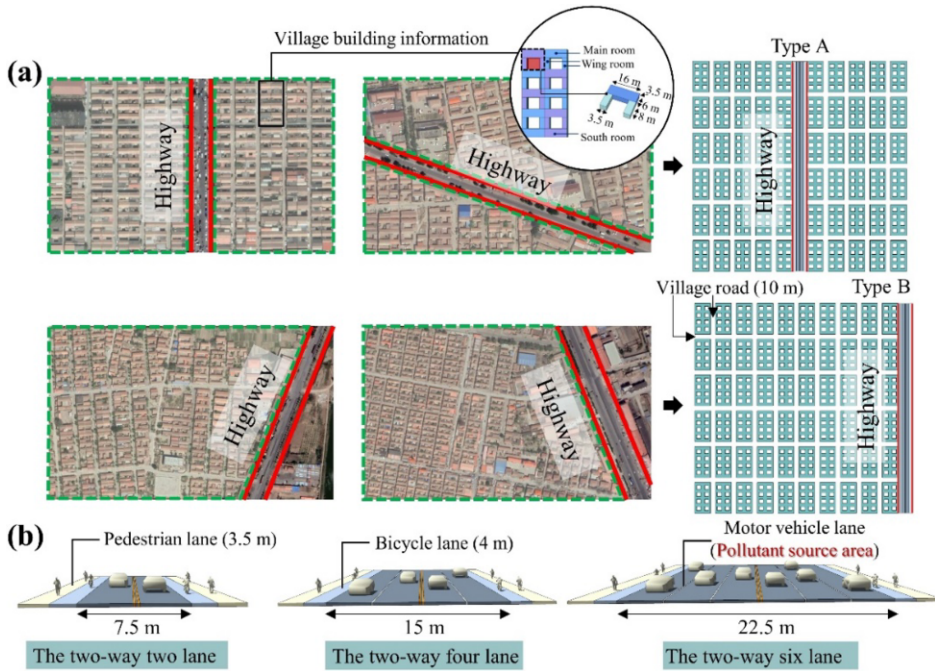 Village building information
(a)
Main room
Wing room
16 m
3.5 m
6 m
8 m
3.5 m
South room
Type A
Highway
Highway
Highway
Village road (10 m)
Type B
Highway
Highway
Highway
(b)
Pedestrian lane (3.5 m)
Bicycle lane (4 m)
Motor vehicle lane
(Pollutant source area)
7.5 m
15 m
22.5 m
The two-way two lane
The two-way four lane
The two-way six lane